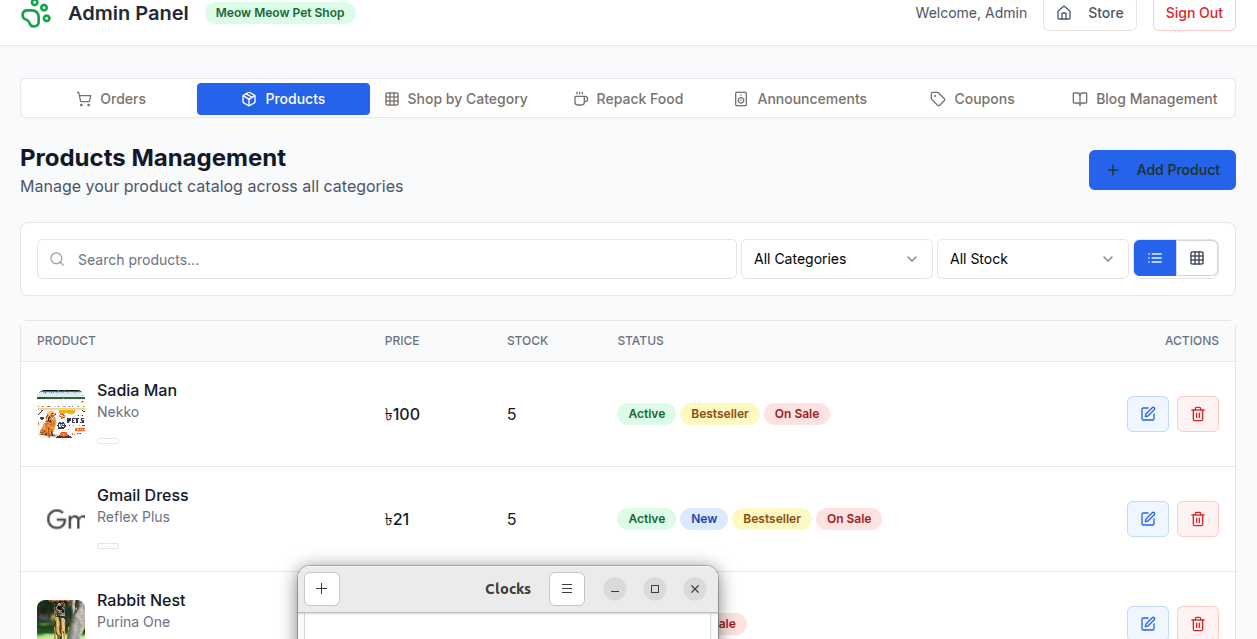 Admin Panel Meow Meow Pet Shop Welcome, Admin Store Sign Out
Orders Products Shop by Category Repack Food Announcements Coupons Blog Management
Products Management
Manage your product catalog across all categories
Add Product
Search products... All Categories All Stock
PRODUCT PRICE STOCK STATUS ACTIONS
Sadia Man
Nekko
৳100 5 Active Bestseller On Sale
PETS
Gmail Dress
Reflex Plus
Gm
৳21 5 Active New Bestseller On Sale
Clocks
Rabbit Nest
Purina One
ale